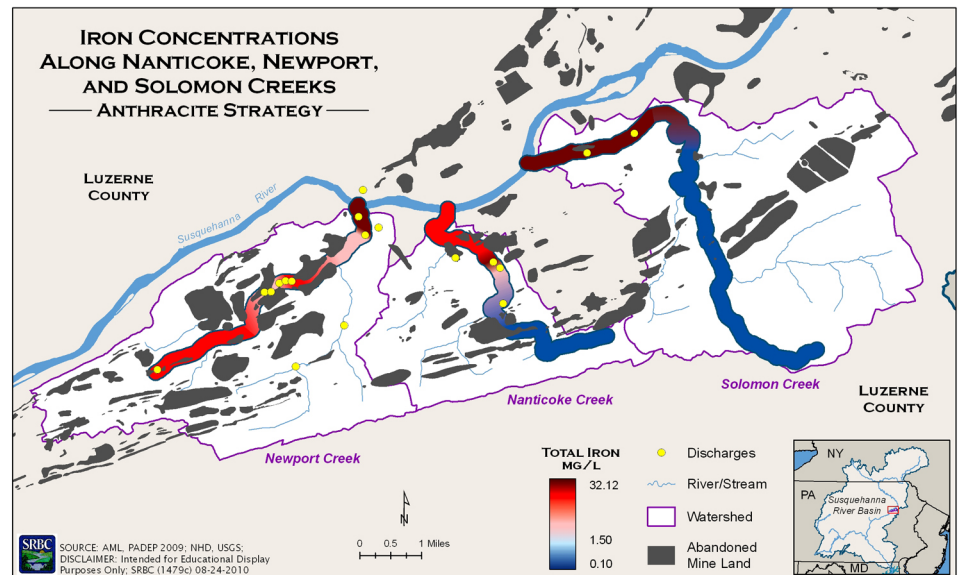 IRON CONCENTRATIONS
ALONG NANTICOKE, NEWPORT,
AND SOLOMON CREEKS
ANTHRACITE STRATEGY
LUZERNE
COUNTY
Susquehanna River
Solomon Creek
LUZERNE
COUNTY
Nanticoke Creek
Newport Creek
TOTAL IRON
MG/L
32.12
1.50
0.10
Discharges
River/Stream
Watershed
Abandoned
Mine Land
NY
PA
Susquehanna
River Basin
MD
N
0 0.5 1 Miles
SRBC
SOURCE: AML, PADEP 2009; NHD, USGS;
DISCLAIMER: Intended for Educational Display
Purposes Only; SRBC (1479c) 08-24-2010